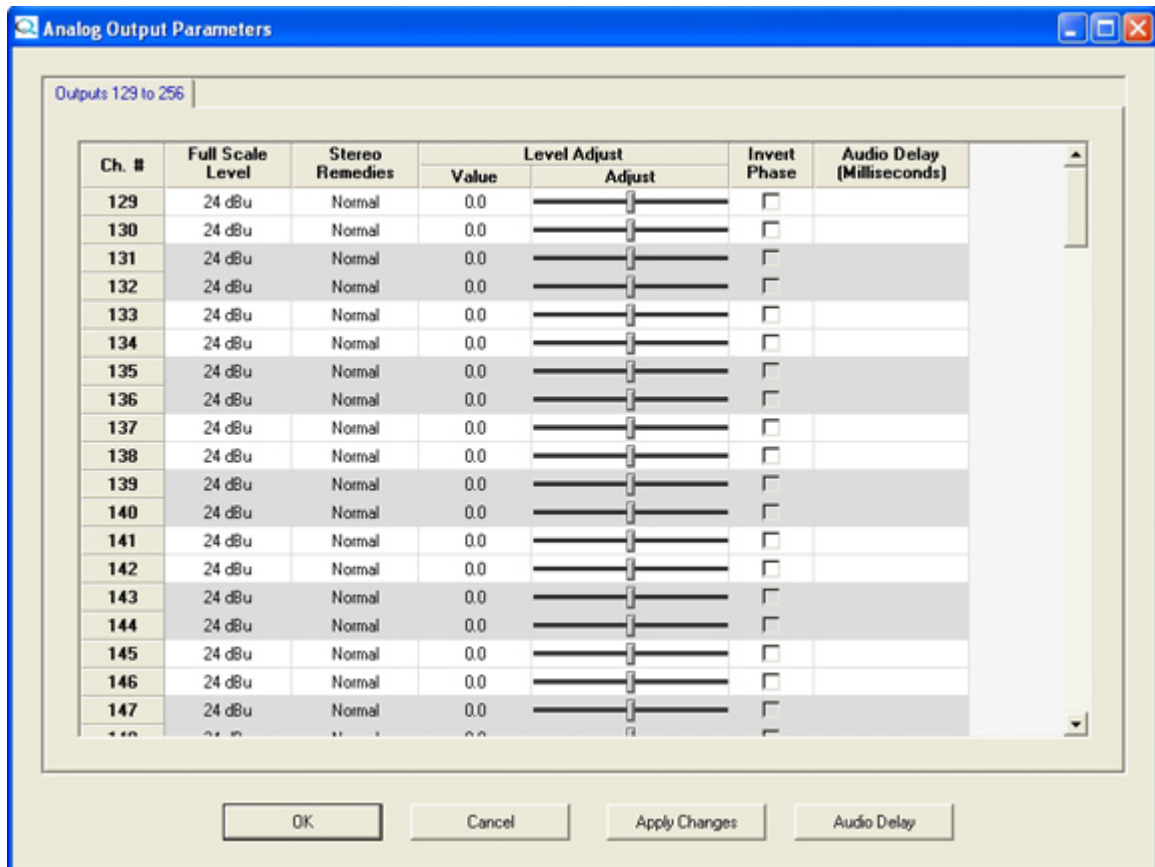 Analog Output Parameters
Outputs 129 to 256
Ch. # Full Scale Level Stereo Remedies Level Adjust Value Adjust Invert Phase Audio Delay (Milliseconds)
129 24 dBu Normal 0.0
130 24 dBu Normal 0.0
131 24 dBu Normal 0.0
132 24 dBu Normal 0.0
133 24 dBu Normal 0.0
134 24 dBu Normal 0.0
135 24 dBu Normal 0.0
136 24 dBu Normal 0.0
137 24 dBu Normal 0.0
138 24 dBu Normal 0.0
139 24 dBu Normal 0.0
140 24 dBu Normal 0.0
141 24 dBu Normal 0.0
142 24 dBu Normal 0.0
143 24 dBu Normal 0.0
144 24 dBu Normal 0.0
145 24 dBu Normal 0.0
146 24 dBu Normal 0.0
147 24 dBu Normal 0.0
OK Cancel Apply Changes Audio Delay